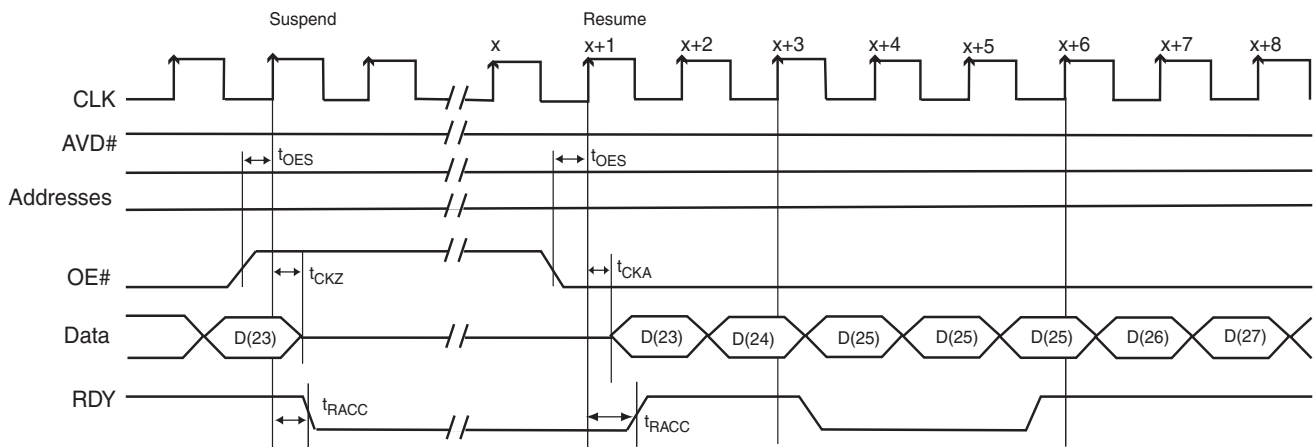 Suspend Resume
x x+1 x+2 x+3 x+4 x+5 x+6 x+7 x+8
CLK
AVD#
tOES tOES
Addresses
OE# tCKZ tCKA
Data D(23) D(23) D(24) D(25) D(25) D(25) D(26) D(27)
RDY tRACC tRACC